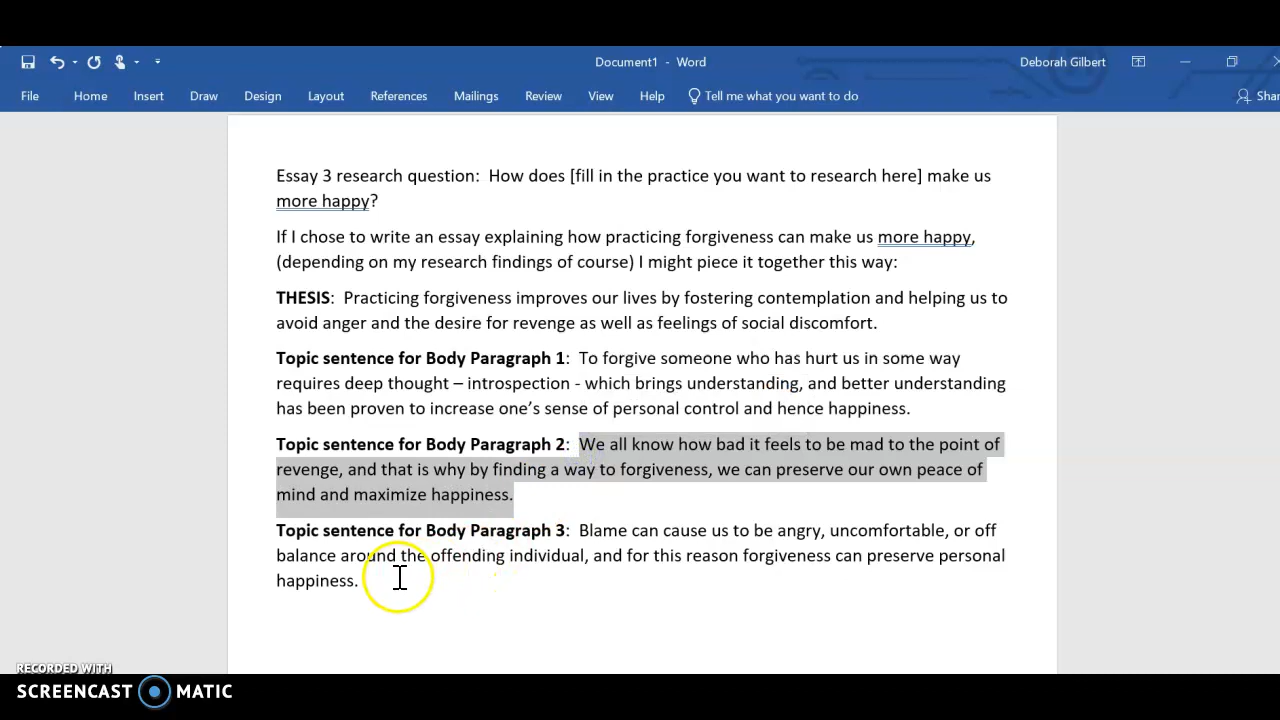 Document1 - Word
Deborah Gilbert
File Home Insert Draw Design Layout References Mailings Review View Help Tell me what you want to do Shar
Essay 3 research question:  How does [fill in the practice you want to research here] make us
more happy?
If I chose to write an essay explaining how practicing forgiveness can make us more happy,
(depending on my research findings of course) I might piece it together this way:
THESIS:  Practicing forgiveness improves our lives by fostering contemplation and helping us to
avoid anger and the desire for revenge as well as feelings of social discomfort.
Topic sentence for Body Paragraph 1:  To forgive someone who has hurt us in some way
requires deep thought – introspection - which brings understanding, and better understanding
has been proven to increase one’s sense of personal control and hence happiness.
Topic sentence for Body Paragraph 2:  We all know how bad it feels to be mad to the point of
revenge, and that is why by finding a way to forgiveness, we can preserve our own peace of
mind and maximize happiness.
Topic sentence for Body Paragraph 3:  Blame can cause us to be angry, uncomfortable, or off
balance around the offending individual, and for this reason forgiveness can preserve personal
happiness.
RECORDED WITH
SCREENCAST MATIC